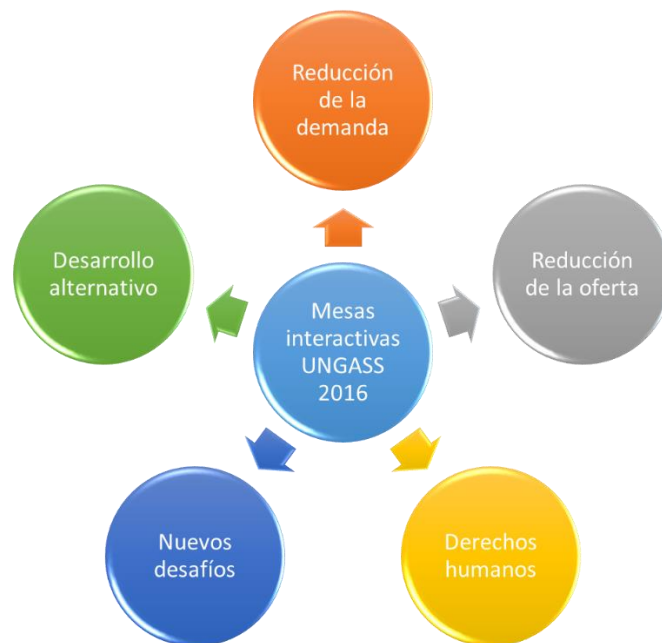 Reducción
de la
demanda
Desarrollo
alternativo
Reducción
de la oferta
Mesas
interactivas
UNGASS
2016
Nuevos
desafíos
Derechos
humanos